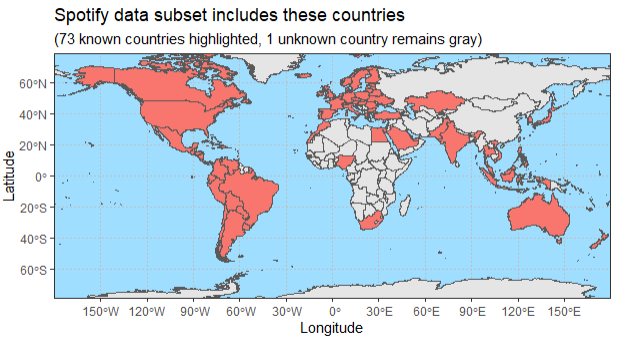 Spotify data subset includes these countries
(73 known countries highlighted, 1 unknown country remains gray)
Latitude
60°N
40°N
20°N
0°
20°S
40°S
60°S
150°W 120°W 90°W 60°W 30°W 0° 30°E 60°E 90°E 120°E 150°E
Longitude